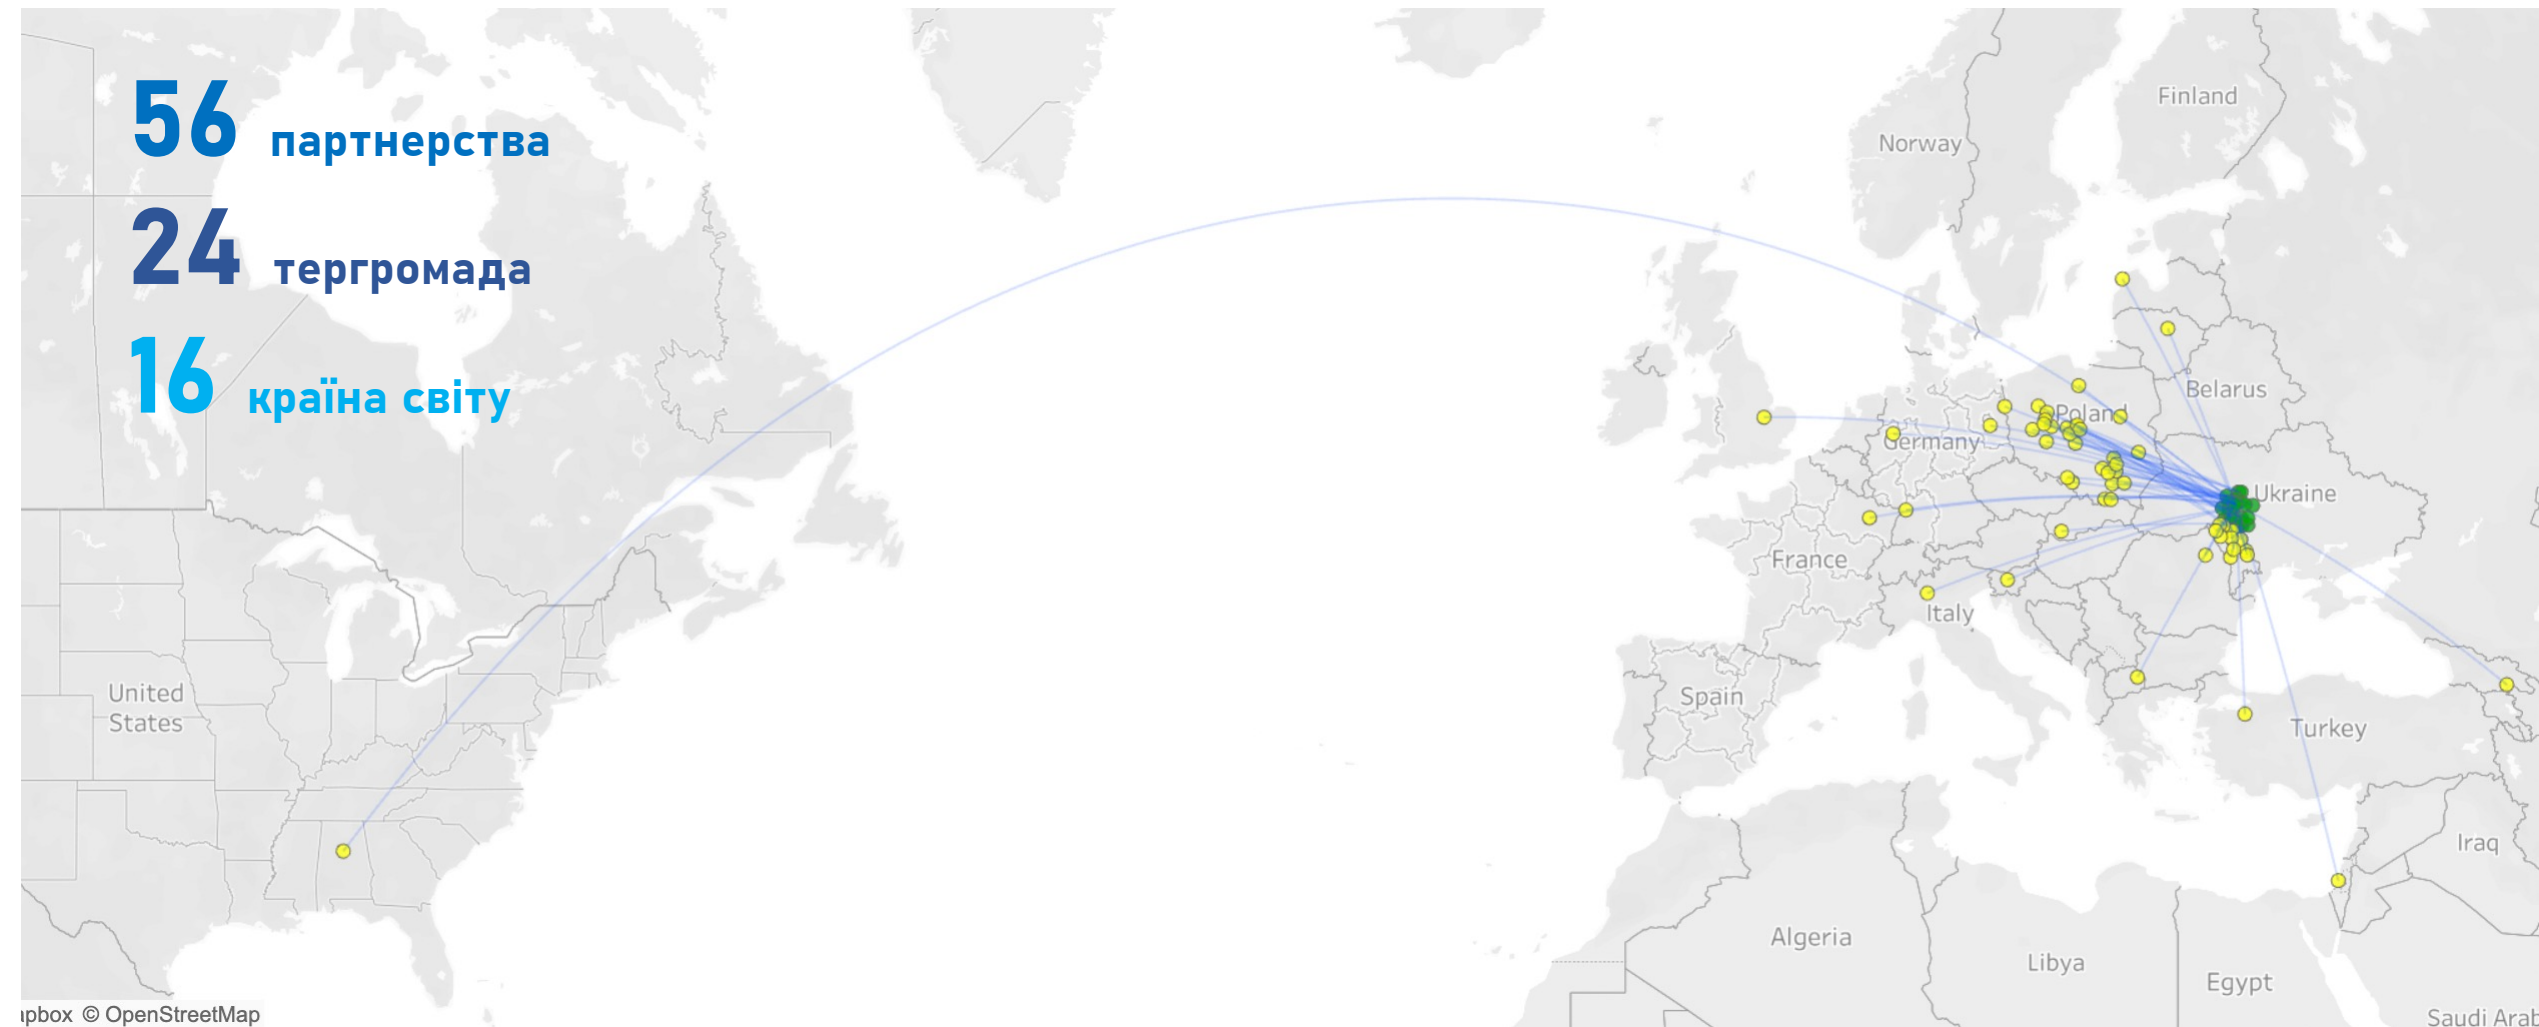 56 партнерства
24 тергромада
16 країна світу
Finland
Norway
Belarus
Poland
Germany
Ukraine
France
Italy
United
States
Spain
Turkey
Iraq
Algeria
Libya
Egypt
Saudi Arab
apbox © OpenStreetMap